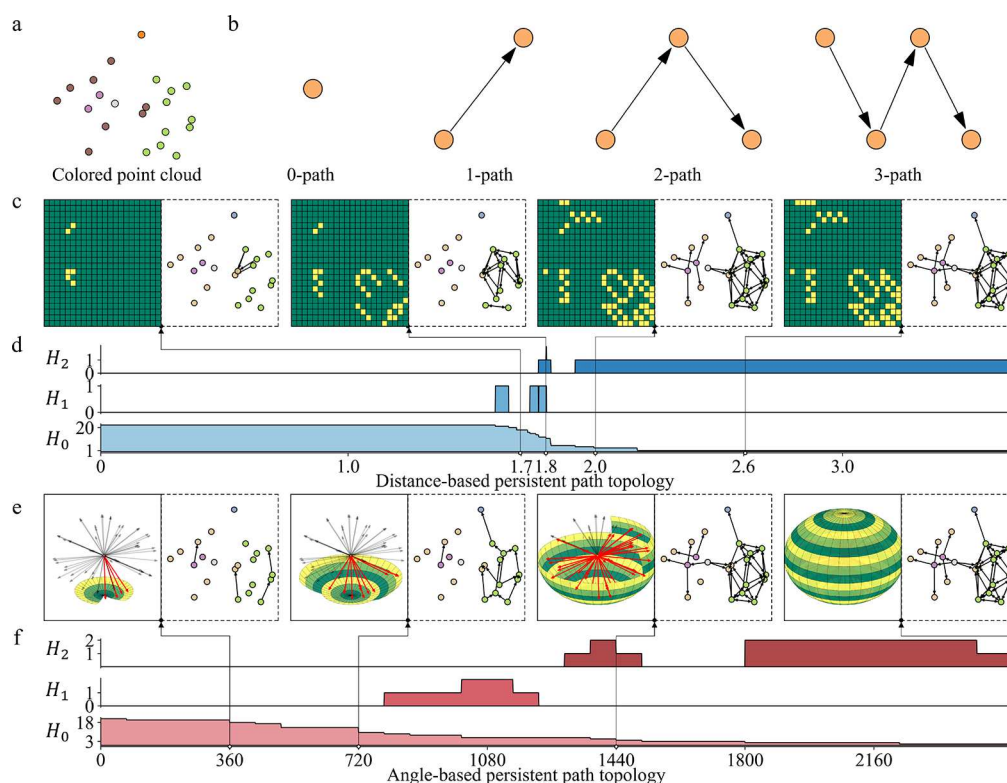 a
b
Colored point cloud
0-path
1-path
2-path
3-path
c
d
H₂
1
0
H₁
1
0
H₀
20
1
0
1.0
1.7
1.8
2.0
2.6
3.0
Distance-based persistent path topology
e
f
H₂
2
1
H₁
1
0
H₀
18
3
0
360
720
1080
1440
1800
2160
Angle-based persistent path topology